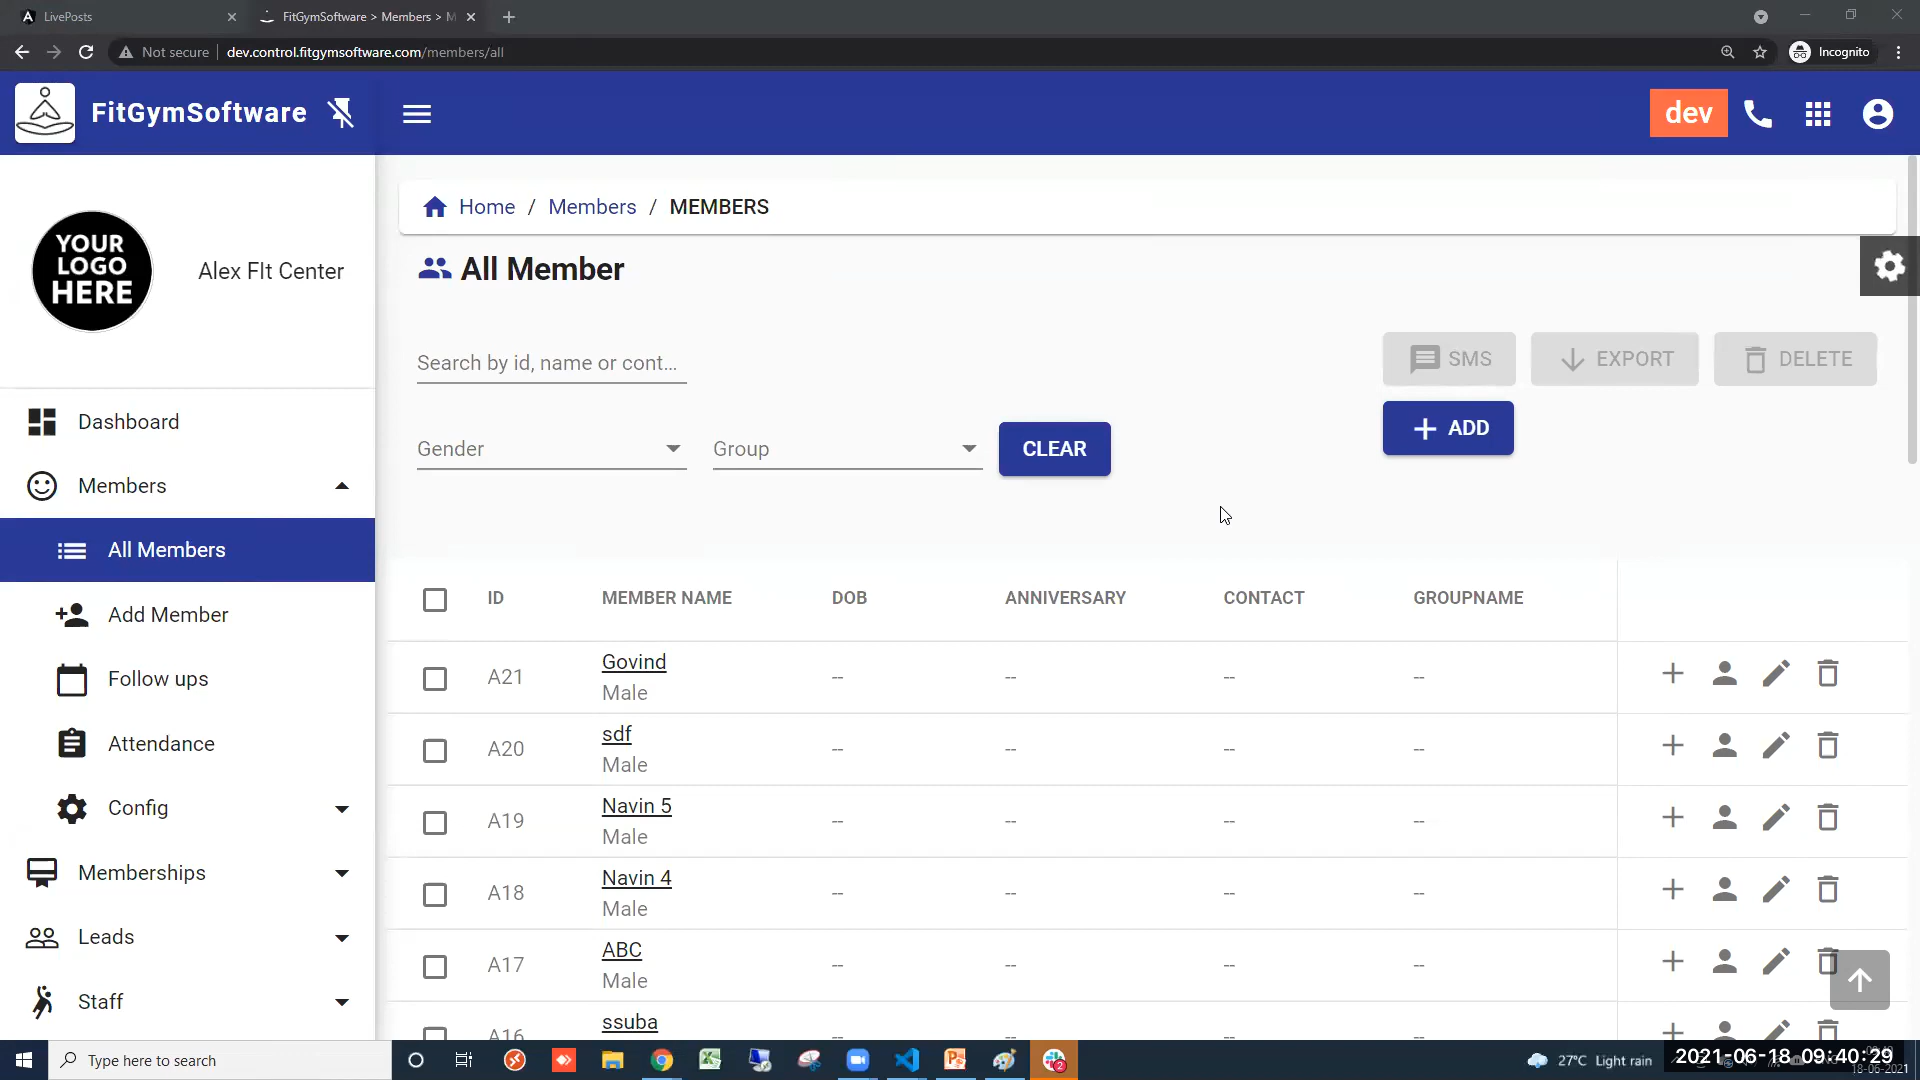 LivePosts
FitGymSoftware > Members > M
Not secure
dev.control.fitgymsoftware.com/members/all
Incognito
FitGymSoftware
dev
YOUR
LOGO
HERE
Alex FIt Center
Home / Members / MEMBERS
All Member
Search by id, name or cont...
SMS
EXPORT
DELETE
ADD
Gender
Group
CLEAR
Dashboard
Members
All Members
Add Member
Follow ups
Attendance
Config
Memberships
Leads
Staff
ID MEMBER NAME DOB ANNIVERSARY CONTACT GROUPNAME
A21 Govind -- -- -- --
Male
A20 sdf -- -- -- --
Male
A19 Navin 5 -- -- -- --
Male
A18 Navin 4 -- -- -- --
Male
A17 ABC -- -- -- --
Male
A16 ssuba
Type here to search
2
27°C Light rain
2021-06-18 09:40:29
18-06-2021